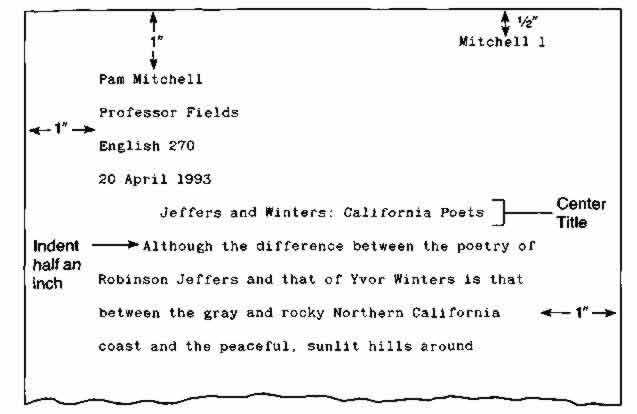 1/2"
1"
Mitchell 1
Pam Mitchell
Professor Fields
1"
English 270
20 April 1993
Jeffers and Winters: California Poets
Center
Title
Indent
half an
inch
Although the difference between the poetry of
Robinson Jeffers and that of Yvor Winters is that
between the gray and rocky Northern California
1"
coast and the peaceful, sunlit hills around